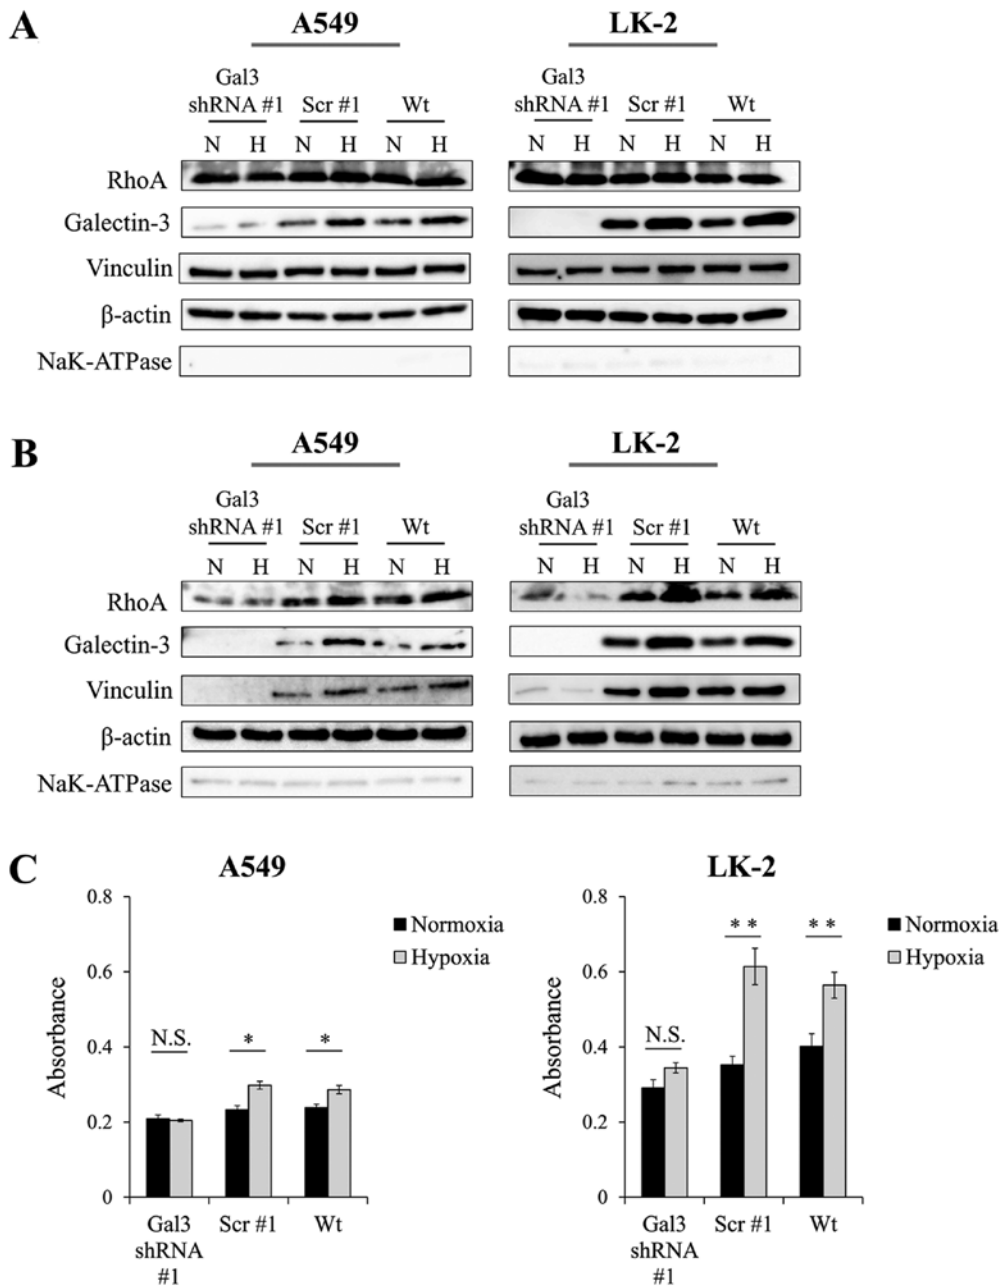 A
A549
LK-2
Gal3
shRNA #1 Scr #1 Wt
Gal3
shRNA #1 Scr #1 Wt
N H N H N H
N H N H N H
RhoA
Galectin-3
Vinculin
β-actin
NaK-ATPase
B
A549
LK-2
Gal3
shRNA #1 Scr #1 Wt
Gal3
shRNA #1 Scr #1 Wt
N H N H N H
N H N H N H
RhoA
Galectin-3
Vinculin
β-actin
NaK-ATPase
C
A549
Absorbance
0.8
0.6
0.4
0.2
0
N.S.
*
*
Normoxia
Hypoxia
Gal3
shRNA
#1
Scr #1
Wt
LK-2
Absorbance
0.8
0.6
0.4
0.2
0
N.S.
**
**
Normoxia
Hypoxia
Gal3
shRNA
#1
Scr #1
Wt